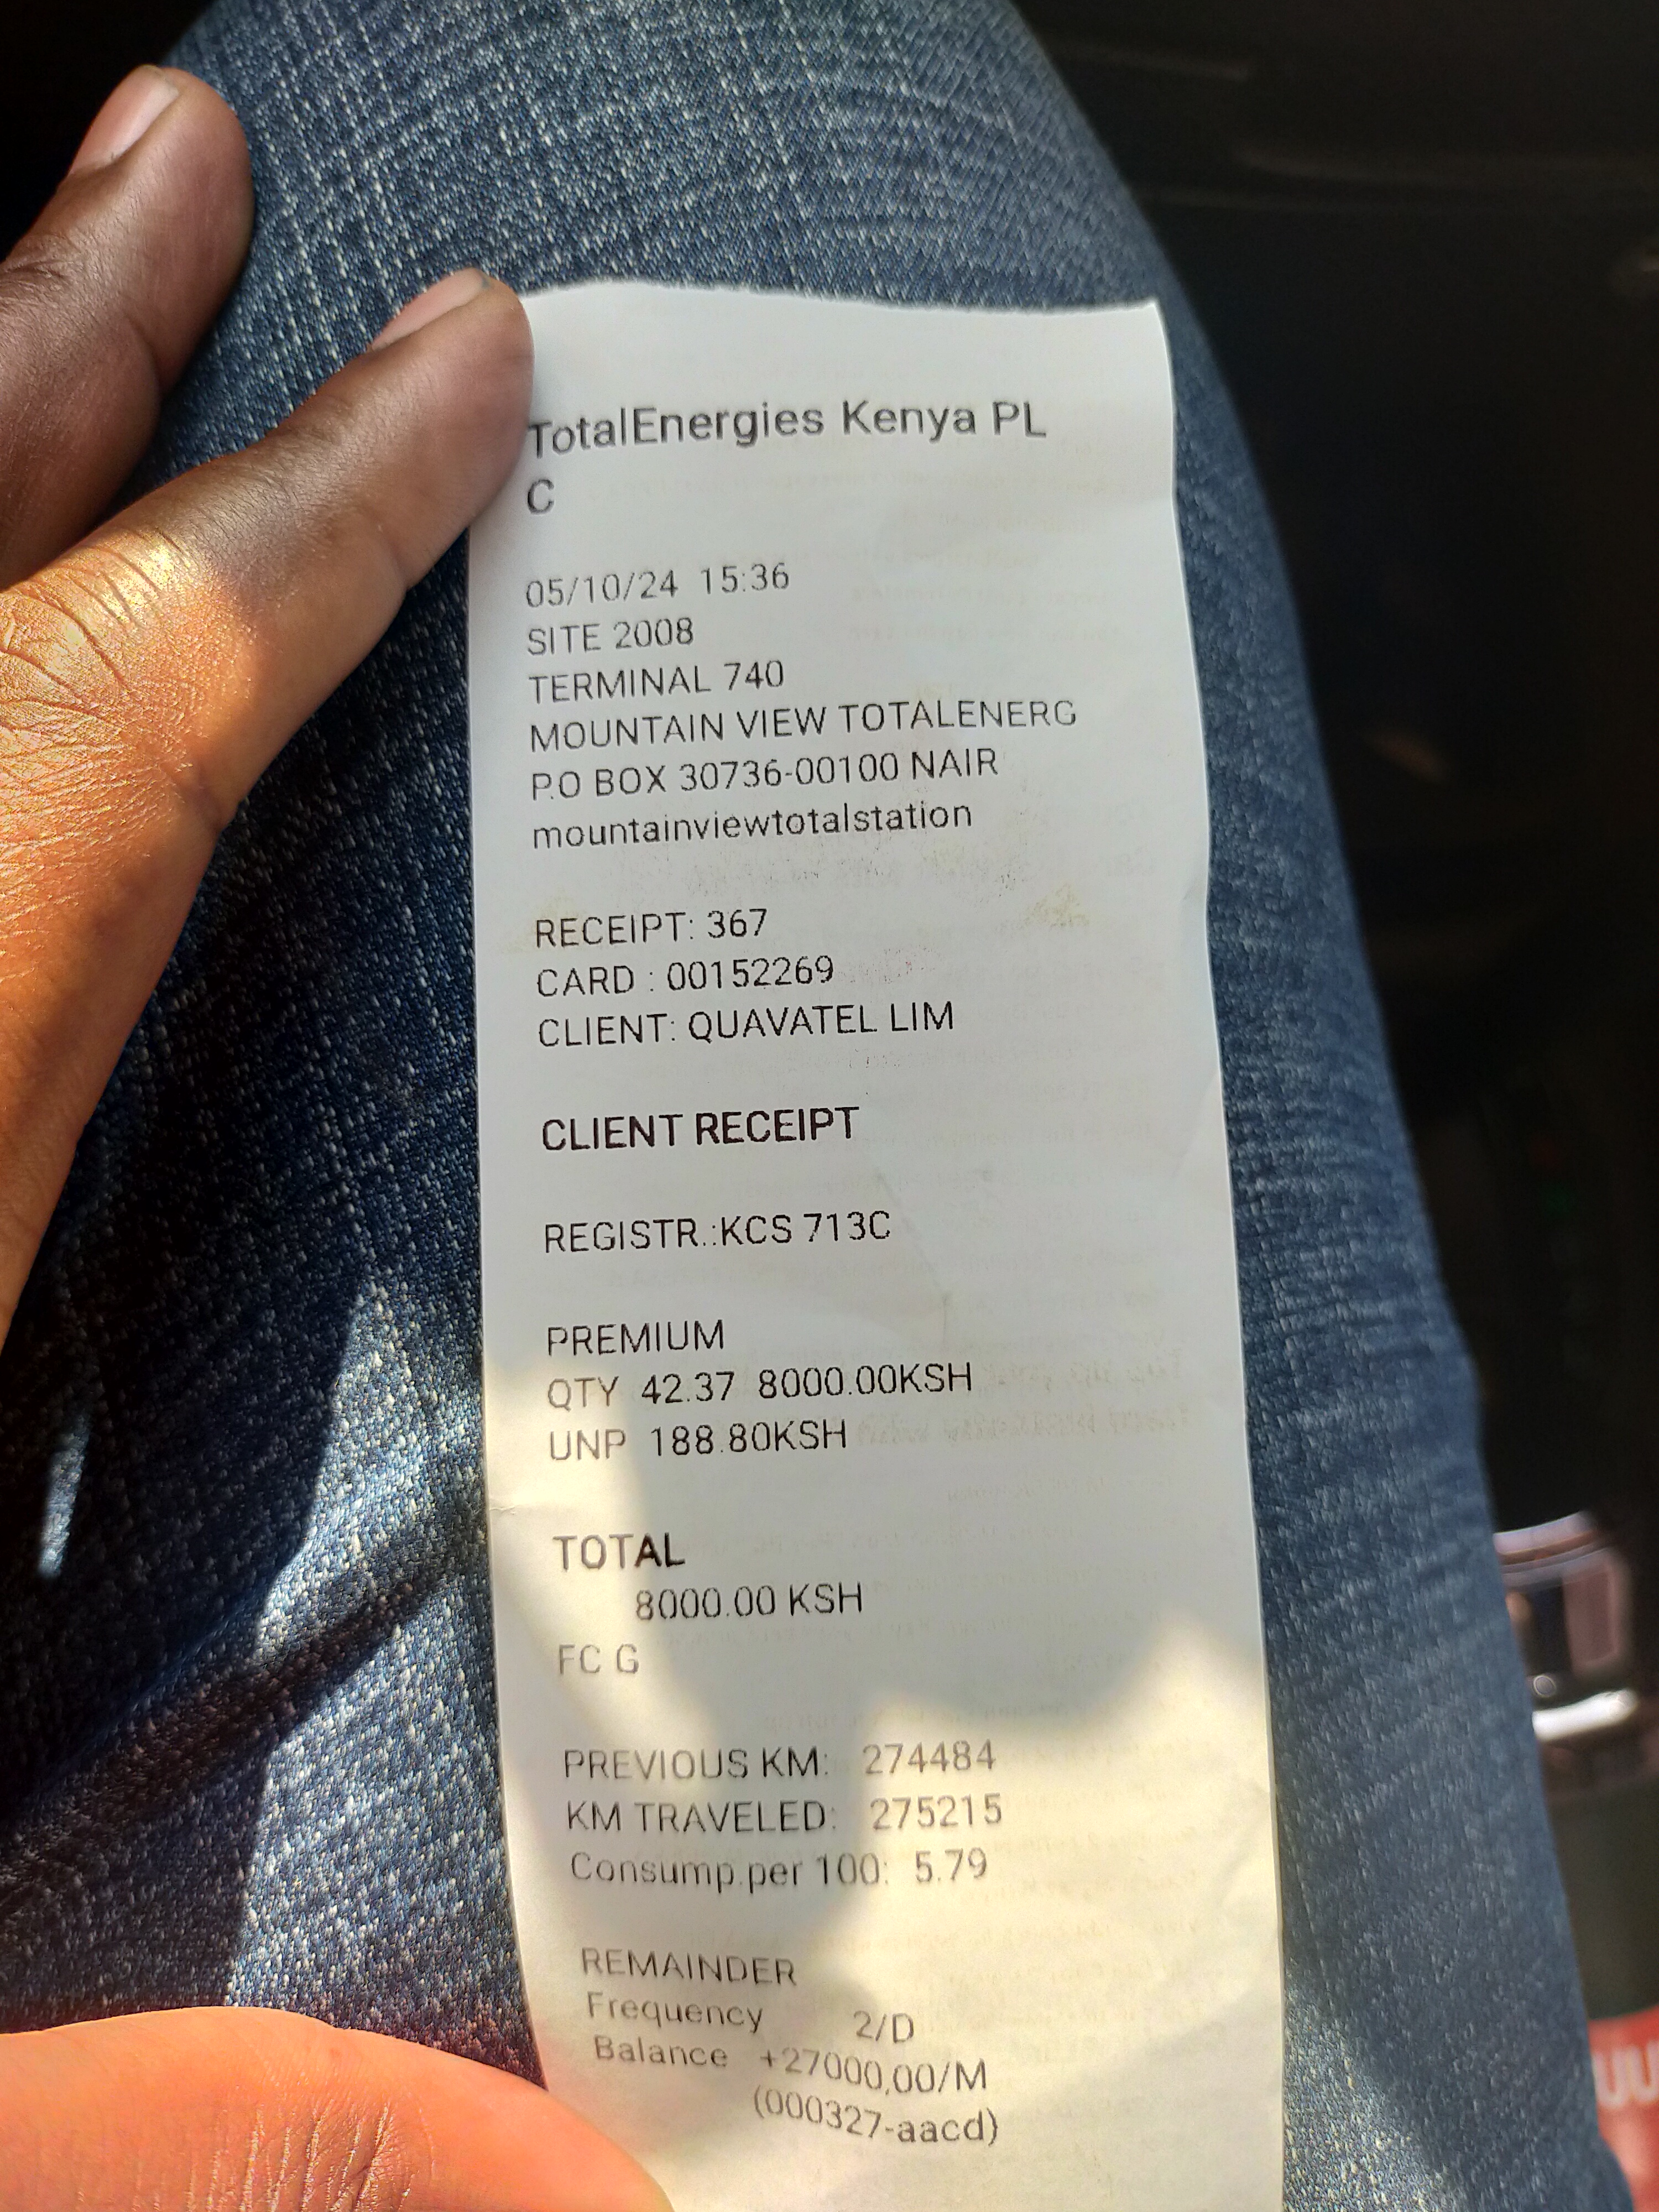 TotalEnergies Kenya PL
C
05/10/24 15:36
SITE 2008
TERMINAL 740
MOUNTAIN VIEW TOTALENERG
P.O BOX 30736-00100 NAIR
mountainviewtotalstation
RECEIPT: 367
CARD : 00152269
CLIENT: QUAVATEL LIM
CLIENT RECEIPT
REGISTR.:KCS 713C
PREMIUM
QTY 42.37 8000.00KSH
UNP 188.80KSH
TOTAL
8000.00 KSH
FC G
PREVIOUS KM: 274484
KM TRAVELED: 275215
Consump.per 100: 5.79
REMAINDER
Frequency 2/D
Balance +27000,00/M
(000327-aacd)